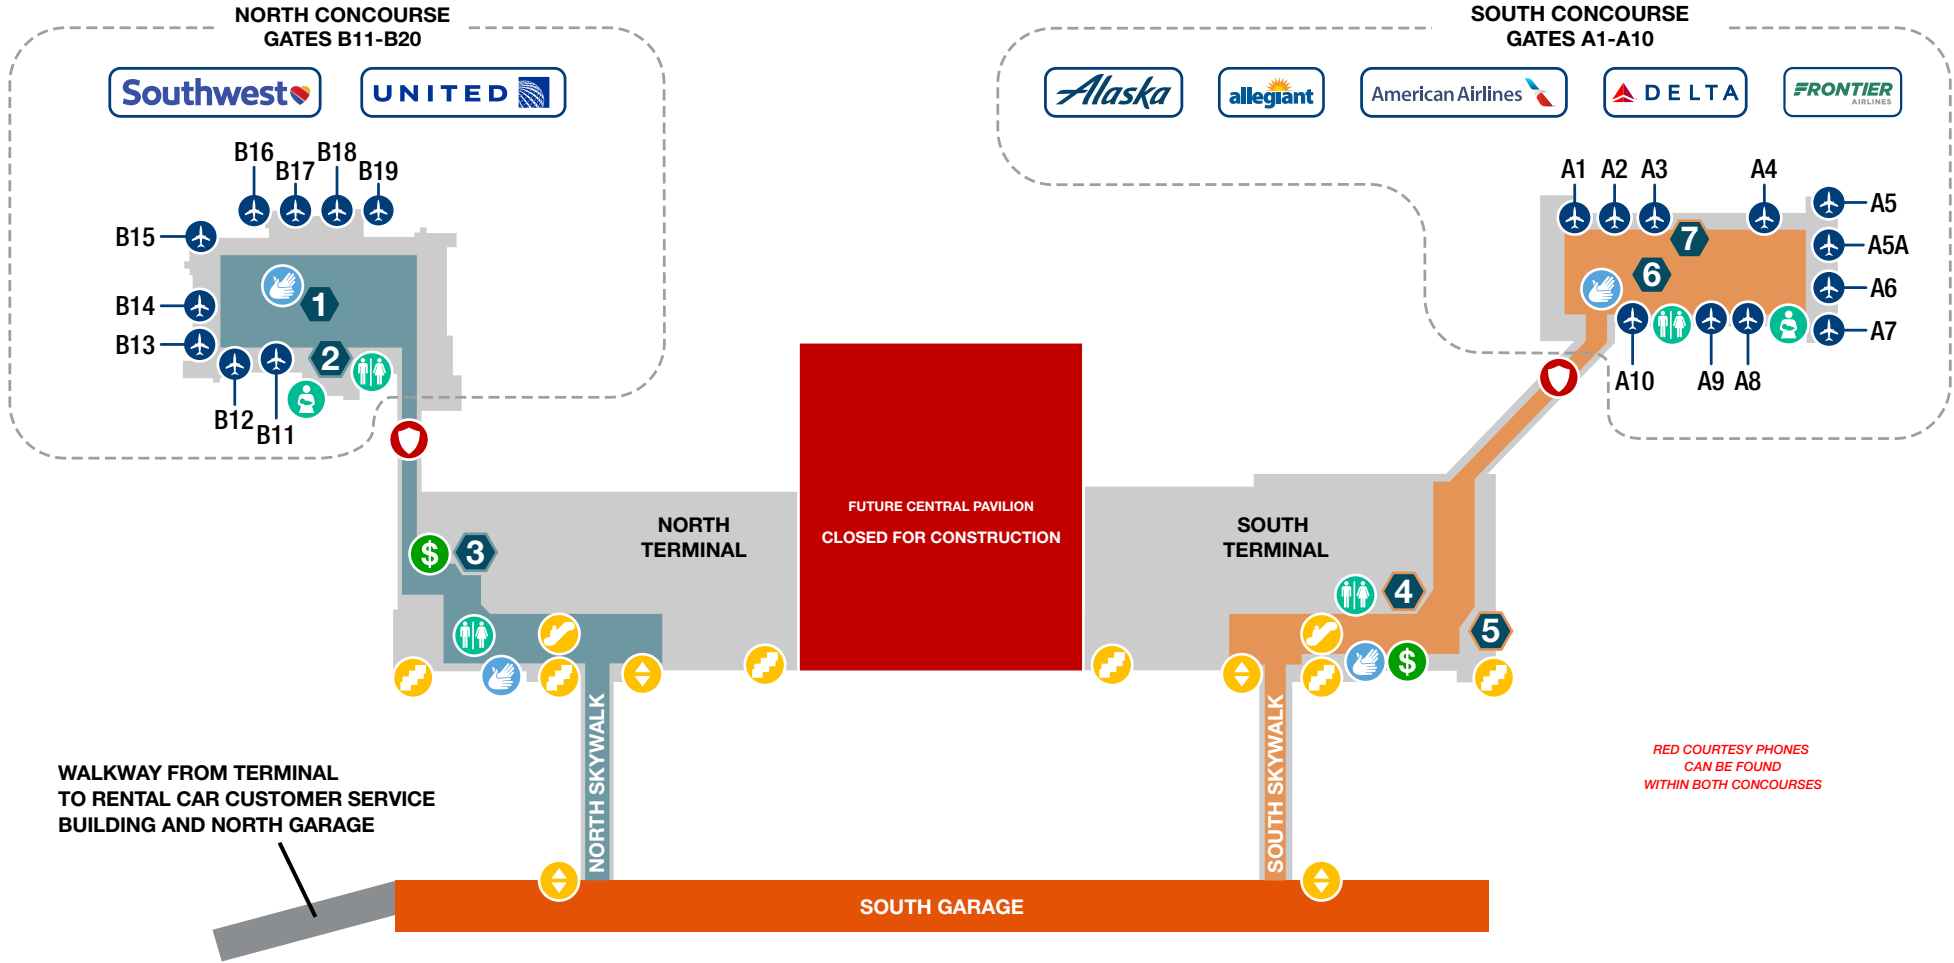 NORTH CONCOURSE
GATES B11-B20
SOUTH CONCOURSE
GATES A1-A10
Southwest
UNITED
Alaska
allegiant
American Airlines
DELTA
FRONTIER
AIRLINES
B16
B17
B18
B19
B15
B14
B13
B12
B11
1
2
A1
A2
A3
A4
A5
A5A
A6
A7
7
6
A10
A9
A8
NORTH
TERMINAL
3
FUTURE CENTRAL PAVILION
CLOSED FOR CONSTRUCTION
SOUTH
TERMINAL
4
5
$
$
NORTH SKYWALK
SOUTH SKYWALK
RED COURTESY PHONES
CAN BE FOUND
WITHIN BOTH CONCOURSES
WALKWAY FROM TERMINAL
TO RENTAL CAR CUSTOMER SERVICE
BUILDING AND NORTH GARAGE
SOUTH GARAGE